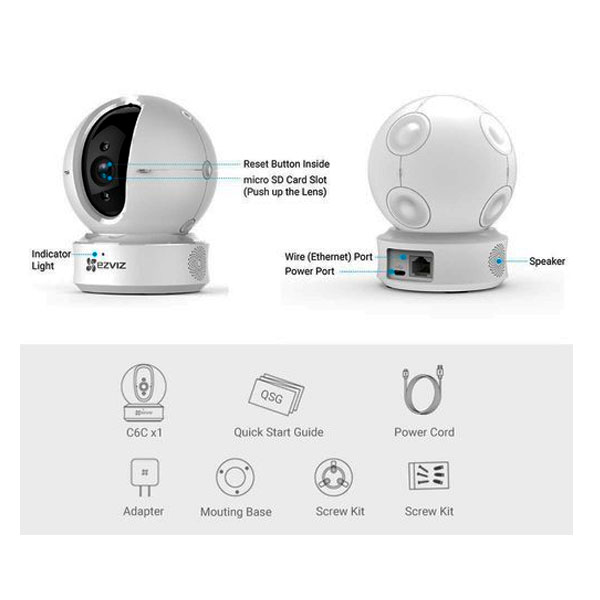 Reset Button Inside
micro SD Card Slot
(Push up the Lens)
Indicator
Light
ezviz
Wire (Ethernet) Port
Power Port
Speaker
QSG
C6C x1
Quick Start Guide
Power Cord
Adapter
Mouting Base
Screw Kit
Screw Kit